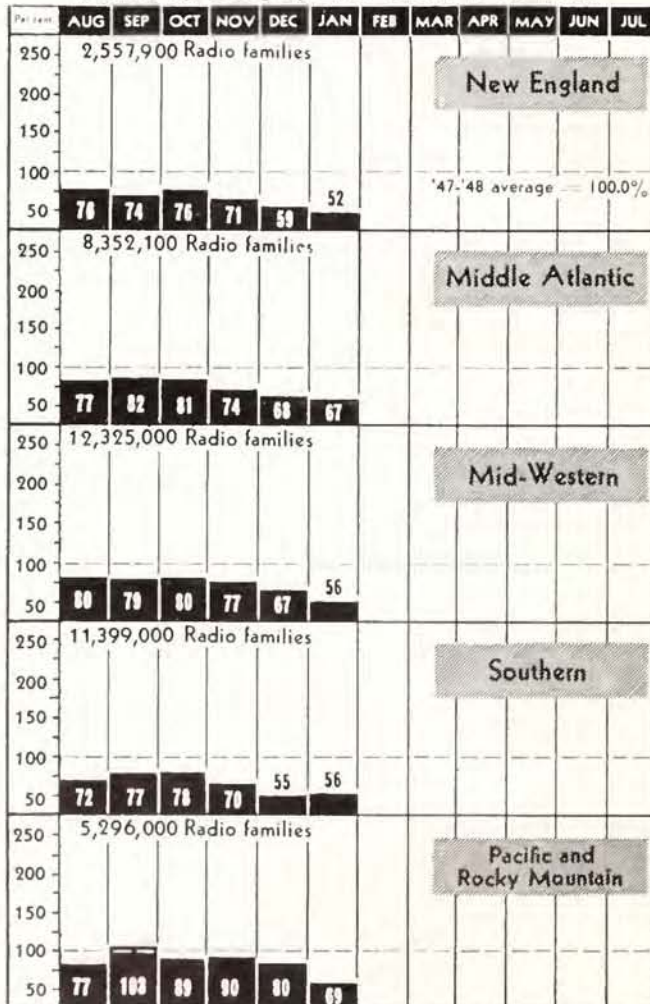 Per cent AUG SEP OCT NOV DEC JAN FEB MAR APR MAY JUN JUL
2,557,900 Radio families
New England
250
200
150
100
50
'47-'48 average = 100.0%
76 74 76 71 59 52
8,352,100 Radio families
Middle Atlantic
250
200
150
100
50
77 82 81 74 68 67
12,325,000 Radio families
Mid-Western
250
200
150
100
50
80 79 80 77 67 56
11,399,000 Radio families
Southern
250
200
150
100
50
72 77 78 70 55 56
5,296,000 Radio families
Pacific and
Rocky Mountain
250
200
150
100
50
77 103 89 90 80 69